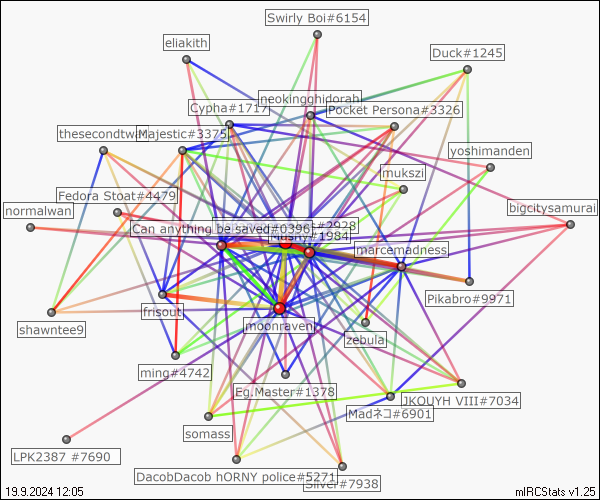 Swirly Boi#6154
eliakith
Duck#1245
neokingghidorah
Cypha#1717
Pocket Persona#3326
thesecondtwa
Majestic#3375
yoshimanden
mukszi
Fedora Stoat#4479
normalwan
bigcitysamurai
#2928
Can anything be saved#0396
Musky#1984
marcemadness
Pikabro#9971
frisout
moonraven
shawntee9
zebula
ming#4742
Eg.Master#1378
JKOUYH VIII#7034
Madネコ#6901
somass
LPK2387 #7690
DacobDacob hORNY police#5271
Silver#7938
19.9.2024 12:05
mIRCStats v1.25